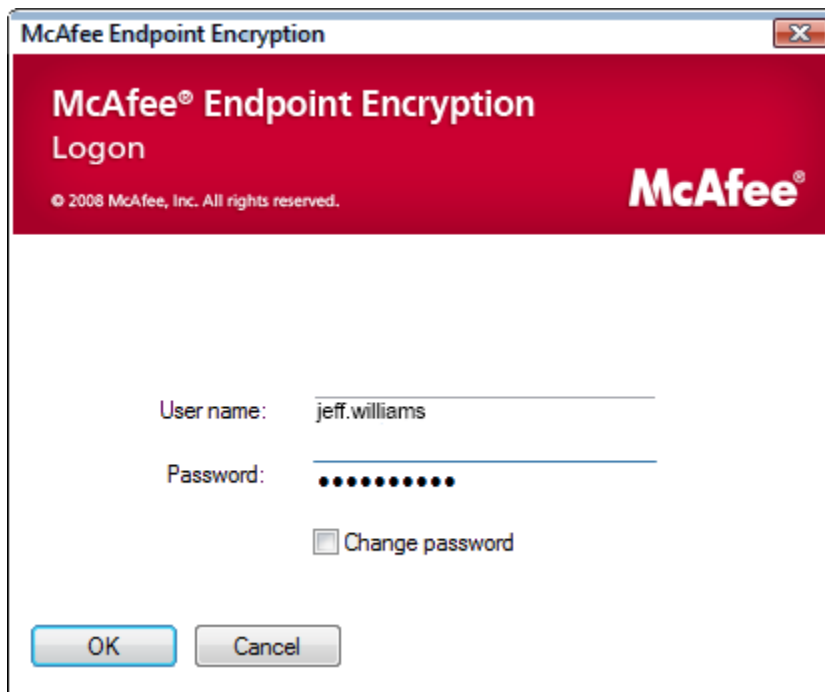 McAfee Endpoint Encryption
McAfee® Endpoint Encryption
Logon
© 2008 McAfee, Inc. All rights reserved.
McAfee®
User name: jeff.williams
Password: ●●●●●●●●●●
Change password
OK Cancel